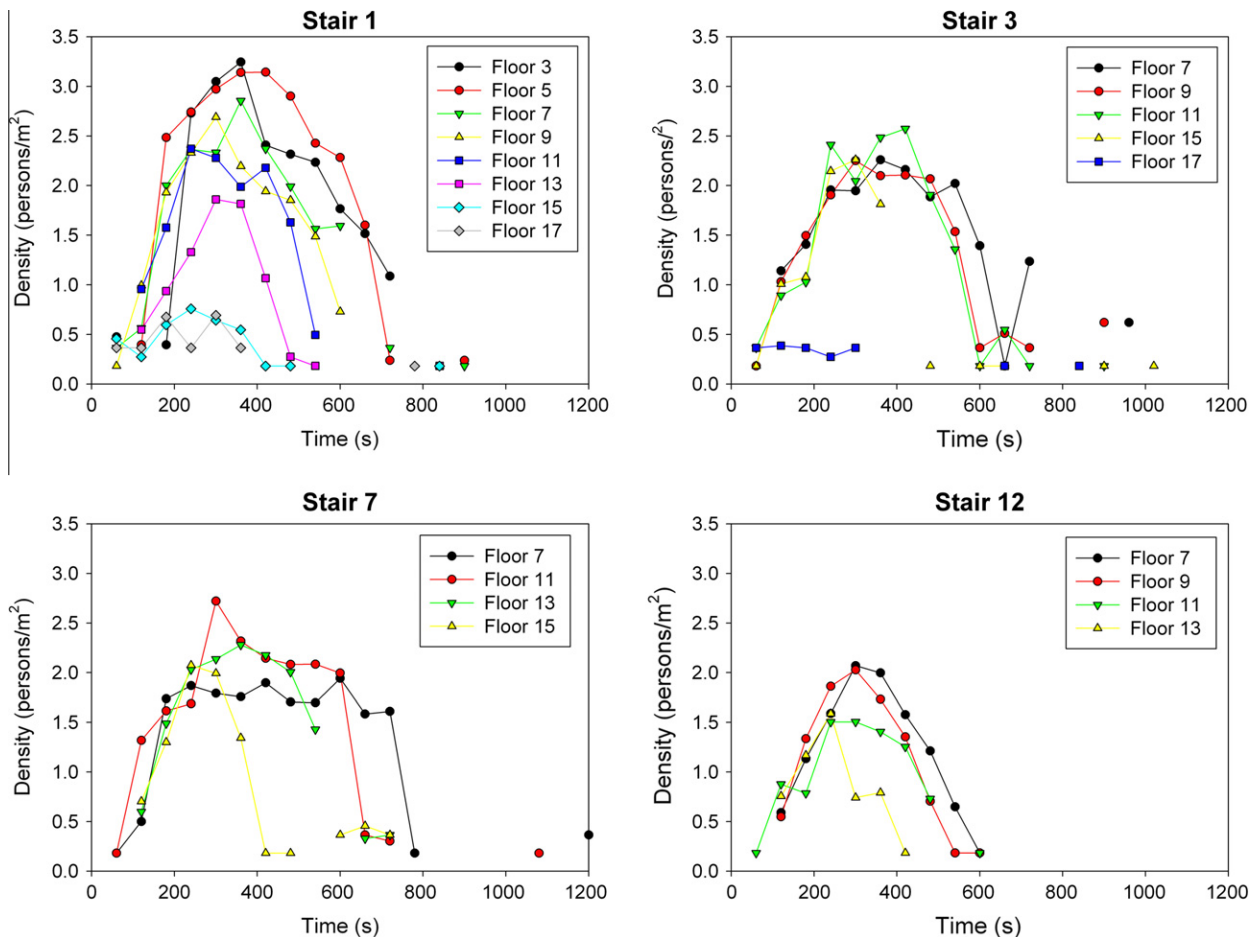 Stair 1
3.5
3.0
2.5
2.0
1.5
1.0
0.5
0.0
Density (persons/m²)
0 200 400 600 800 1000 1200
Time (s)
Floor 3
Floor 5
Floor 7
Floor 9
Floor 11
Floor 13
Floor 15
Floor 17
Stair 3
3.5
3.0
2.5
2.0
1.5
1.0
0.5
0.0
Density (persons/²)
0 200 400 600 800 1000 1200
Time (s)
Floor 7
Floor 9
Floor 11
Floor 15
Floor 17
Stair 7
3.5
3.0
2.5
2.0
1.5
1.0
0.5
0.0
Density (persons/m²)
0 200 400 600 800 1000 1200
Time (s)
Floor 7
Floor 11
Floor 13
Floor 15
Stair 12
3.5
3.0
2.5
2.0
1.5
1.0
0.5
0.0
Density (persons/m²)
0 200 400 600 800 1000 1200
Time (s)
Floor 7
Floor 9
Floor 11
Floor 13